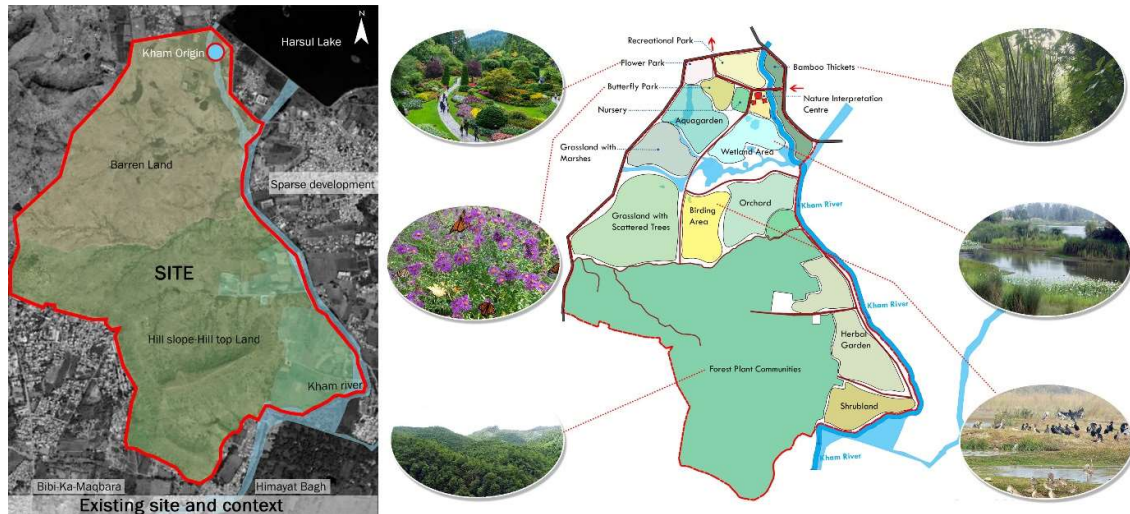 N
Harsul Lake
Kham Origin
Barren Land
Sparse development
SITE
Hill slope-Hill top Land
Kham river
Bibi-Ka-Maqbara
Himayat Bagh
Existing site and context
Recreational Park
Flower Park
Butterfly Park
Nursery
Aquagarden
Grassland with
Marshes
Wetland Area
Bamboo Thickets
Nature Interpretation
Centre
Grassland with
Scattered Trees
Birding
Area
Orchard
Kham River
Kham River
Herbal
Garden
Forest Plant Communities
Shrubland
Kham River